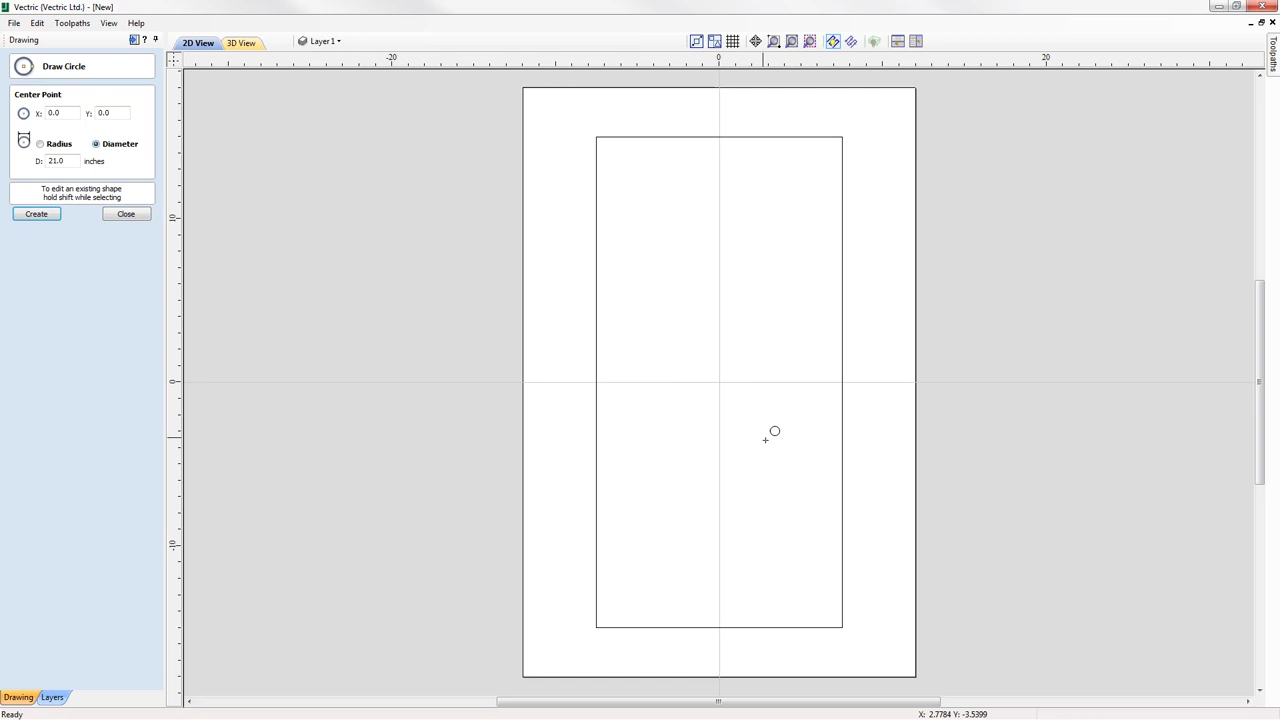 Vectric (Vectric Ltd.) - [New]
File Edit Toolpaths View Help
Drawing
2D View 3D View Layer 1
-20 0 20
Draw Circle
Center Point
X: 0.0 Y: 0.0
Radius Diameter
D: 21.0 inches
To edit an existing shape
hold shift while selecting
Create Close
10
0
-10
Toolpaths
Drawing Layers
Ready X: 2.7784 Y: -3.5399